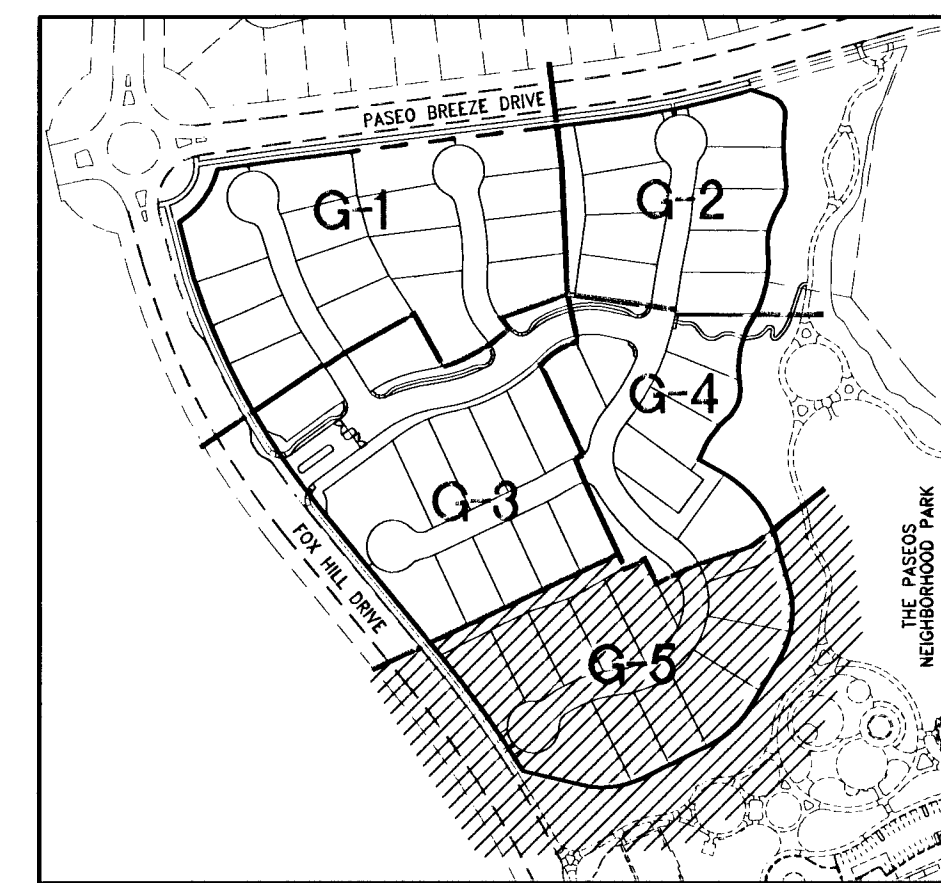 PASEO BREEZE DRIVE
G-1
G-2
G-4
G-3
FOX HILL DRIVE
THE PASEOS
NEIGHBORHOOD PARK
G-5